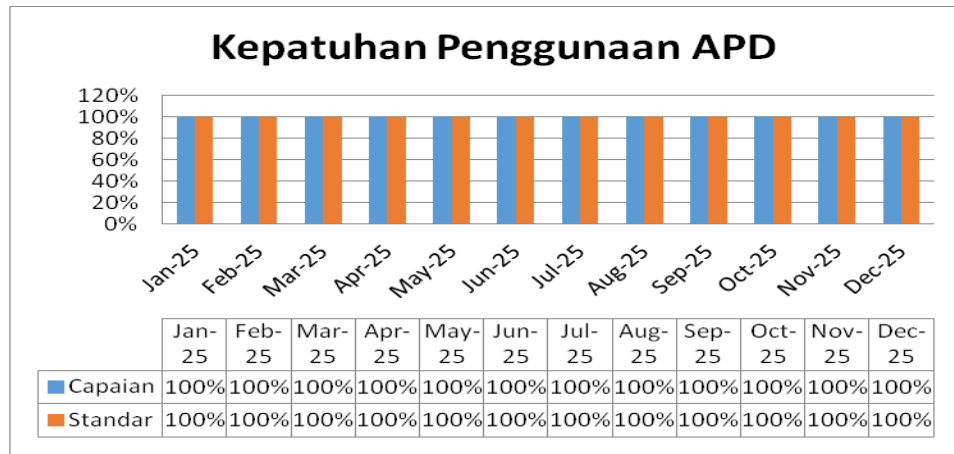 Kepatuhan Penggunaan APD
120%
100%
80%
60%
40%
20%
0%
Jan-25 Feb-25 Mar-25 Apr-25 May-25 Jun-25 Jul-25 Aug-25 Sep-25 Oct-25 Nov-25 Dec-25
Jan- Feb- Mar- Apr- May- Jun- Jul- Aug- Sep- Oct- Nov- Dec-
25 25 25 25 25 25 25 25 25 25 25 25
Capaian 100% 100% 100% 100% 100% 100% 100% 100% 100% 100% 100% 100%
Standar 100% 100% 100% 100% 100% 100% 100% 100% 100% 100% 100% 100%